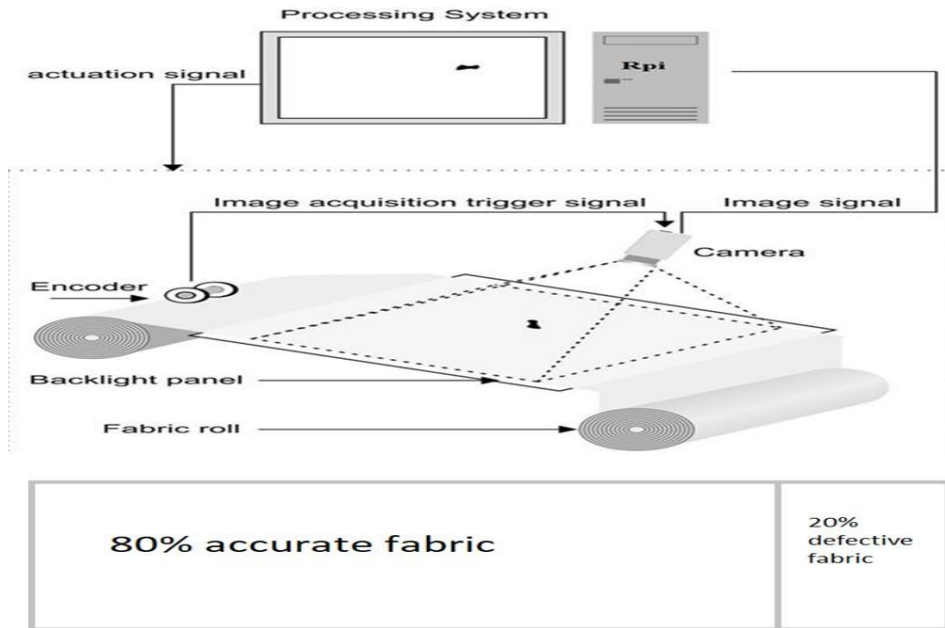 Processing System
actuation signal
Rpi
Image acquisition trigger signal
Image signal
Camera
Encoder
Backlight panel
Fabric roll
80% accurate fabric
20%
defective
fabric